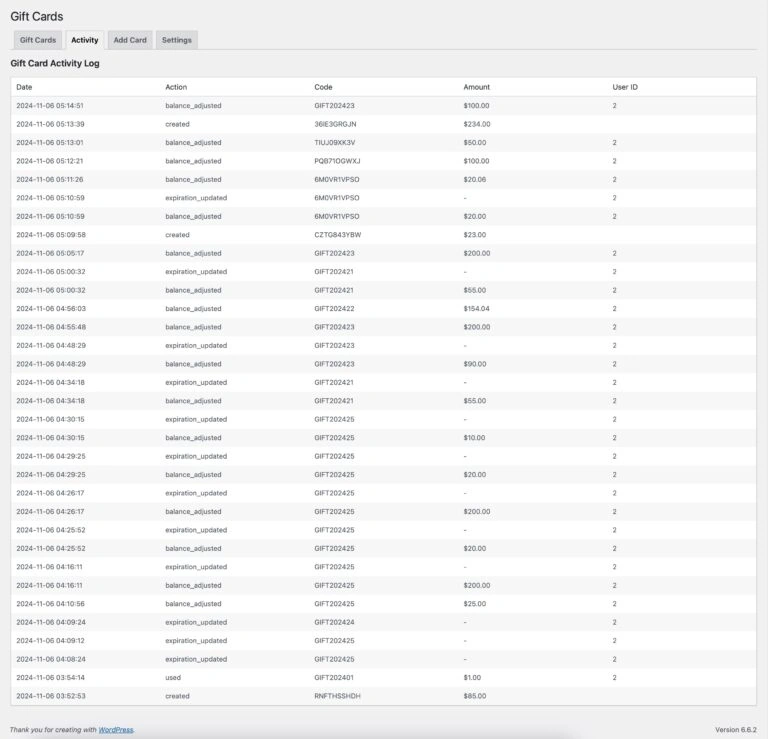 Gift Cards
Gift Cards Activity Add Card Settings
Gift Card Activity Log
Date Action Code Amount User ID
2024-11-06 05:14:51 balance_adjusted GIFT202423 $100.00 2
2024-11-06 05:13:39 created 36IE3GRGJN $234.00
2024-11-06 05:13:01 balance_adjusted TIUJ09XK3V $50.00 2
2024-11-06 05:12:21 balance_adjusted PQB71OGWXJ $100.00 2
2024-11-06 05:11:26 balance_adjusted 6M0VR1VPSO $20.06 2
2024-11-06 05:10:59 expiration_updated 6M0VR1VPSO - 2
2024-11-06 05:10:59 balance_adjusted 6M0VR1VPSO $20.00 2
2024-11-06 05:09:58 created CZTG843YBW $23.00
2024-11-06 05:05:17 balance_adjusted GIFT202423 $200.00 2
2024-11-06 05:00:32 expiration_updated GIFT202421 - 2
2024-11-06 05:00:32 balance_adjusted GIFT202421 $55.00 2
2024-11-06 04:56:03 balance_adjusted GIFT202422 $154.04 2
2024-11-06 04:55:48 balance_adjusted GIFT202423 $200.00 2
2024-11-06 04:48:29 expiration_updated GIFT202423 - 2
2024-11-06 04:48:29 balance_adjusted GIFT202423 $90.00 2
2024-11-06 04:34:18 expiration_updated GIFT202421 - 2
2024-11-06 04:34:18 balance_adjusted GIFT202421 $55.00 2
2024-11-06 04:30:15 expiration_updated GIFT202425 - 2
2024-11-06 04:30:15 balance_adjusted GIFT202425 $10.00 2
2024-11-06 04:29:25 expiration_updated GIFT202425 - 2
2024-11-06 04:29:25 balance_adjusted GIFT202425 $20.00 2
2024-11-06 04:26:17 expiration_updated GIFT202425 - 2
2024-11-06 04:26:17 balance_adjusted GIFT202425 $200.00 2
2024-11-06 04:25:52 expiration_updated GIFT202425 - 2
2024-11-06 04:25:52 balance_adjusted GIFT202425 $20.00 2
2024-11-06 04:16:11 expiration_updated GIFT202425 - 2
2024-11-06 04:16:11 balance_adjusted GIFT202425 $200.00 2
2024-11-06 04:10:56 balance_adjusted GIFT202425 $25.00 2
2024-11-06 04:09:24 expiration_updated GIFT202424 - 2
2024-11-06 04:09:12 expiration_updated GIFT202425 - 2
2024-11-06 04:08:24 expiration_updated GIFT202425 - 2
2024-11-06 03:54:14 used GIFT202401 $1.00 2
2024-11-06 03:52:53 created RNFTHSSHDH $85.00
Thank you for creating with WordPress. Version 6.6.2